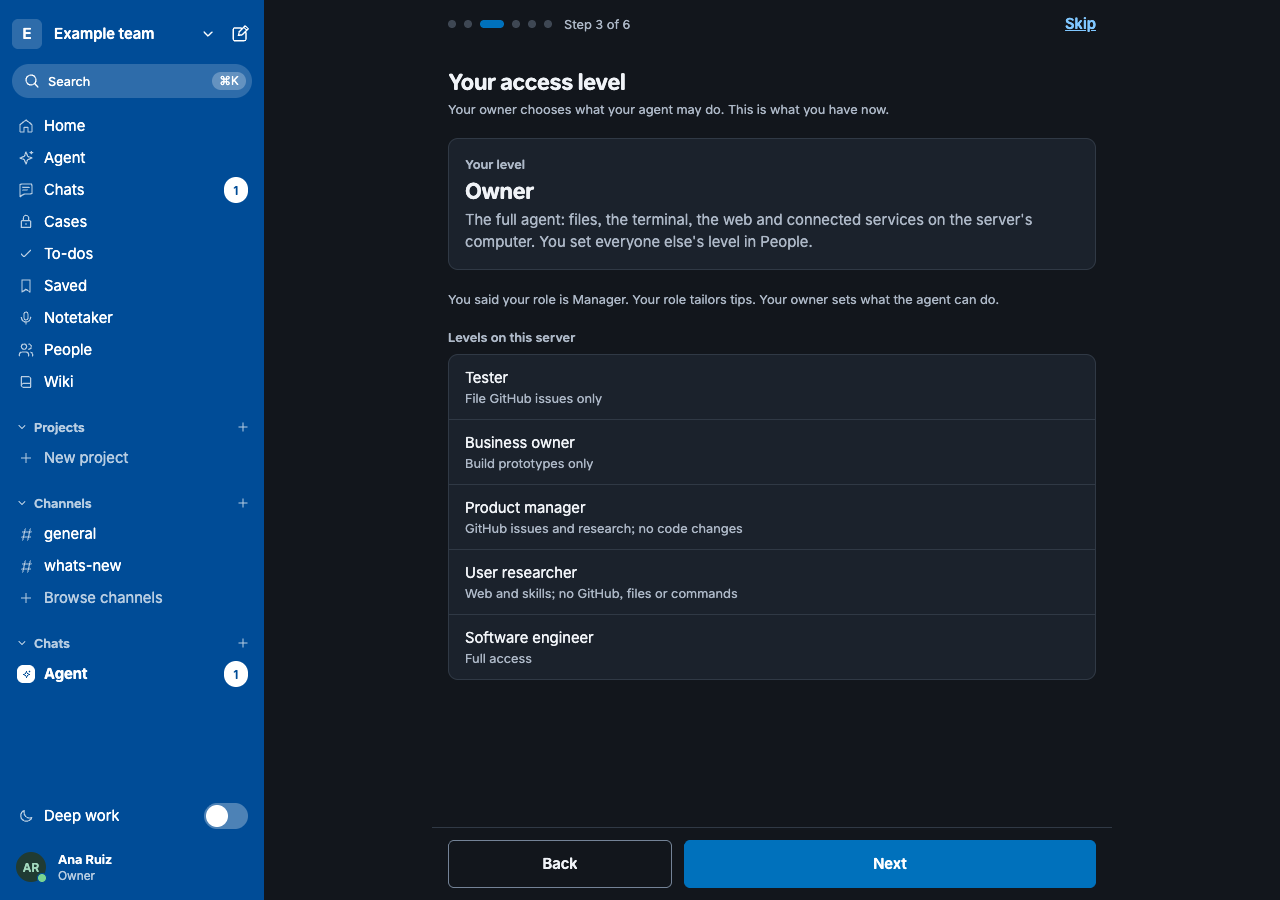 E
Example team
Search
⌘K
Home
Agent
Chats
1
Cases
To-dos
Saved
Notetaker
People
Wiki
Projects
New project
Channels
# general
# whats-new
Browse channels
Chats
Agent
1
Deep work
AR
Ana Ruiz
Owner
Step 3 of 6
Skip
Your access level
Your owner chooses what your agent may do. This is what you have now.
Your level
Owner
The full agent: files, the terminal, the web and connected services on the server's
computer. You set everyone else's level in People.
You said your role is Manager. Your role tailors tips. Your owner sets what the agent can do.
Levels on this server
Tester
File GitHub issues only
Business owner
Build prototypes only
Product manager
GitHub issues and research; no code changes
User researcher
Web and skills; no GitHub, files or commands
Software engineer
Full access
Back
Next